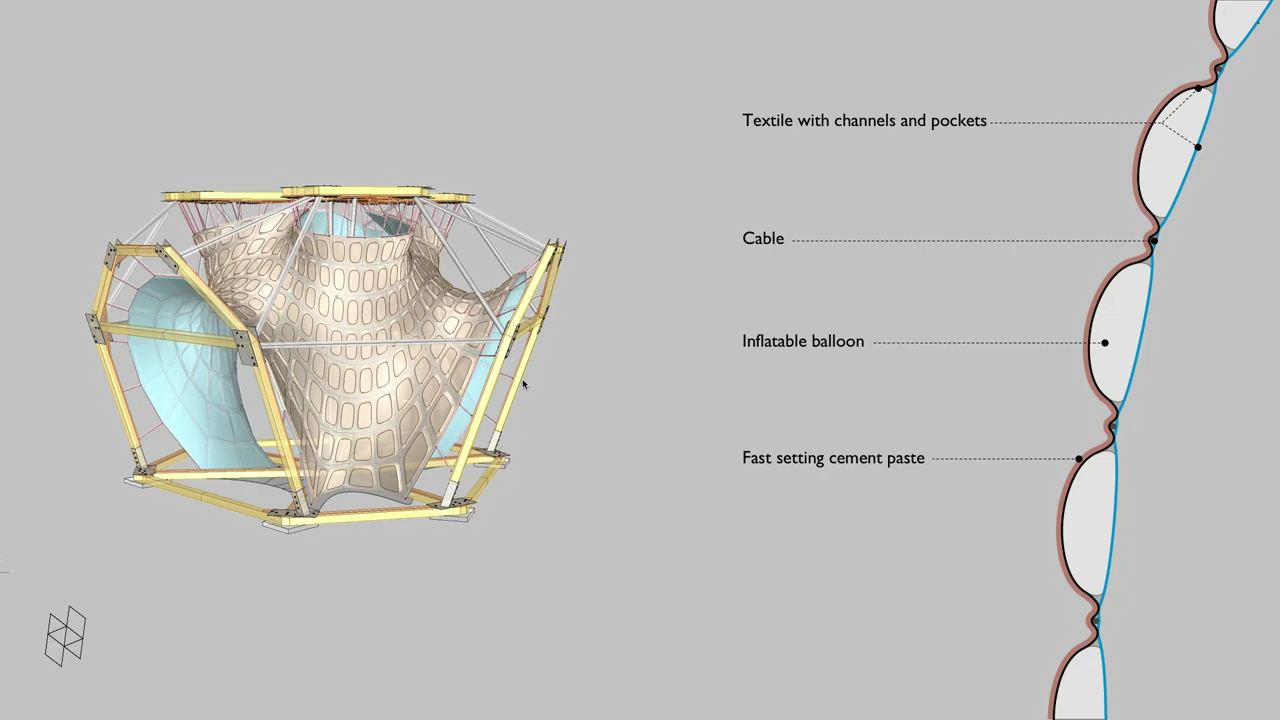 Textile with channels and pockets
Cable
Inflatable balloon
Fast setting cement paste